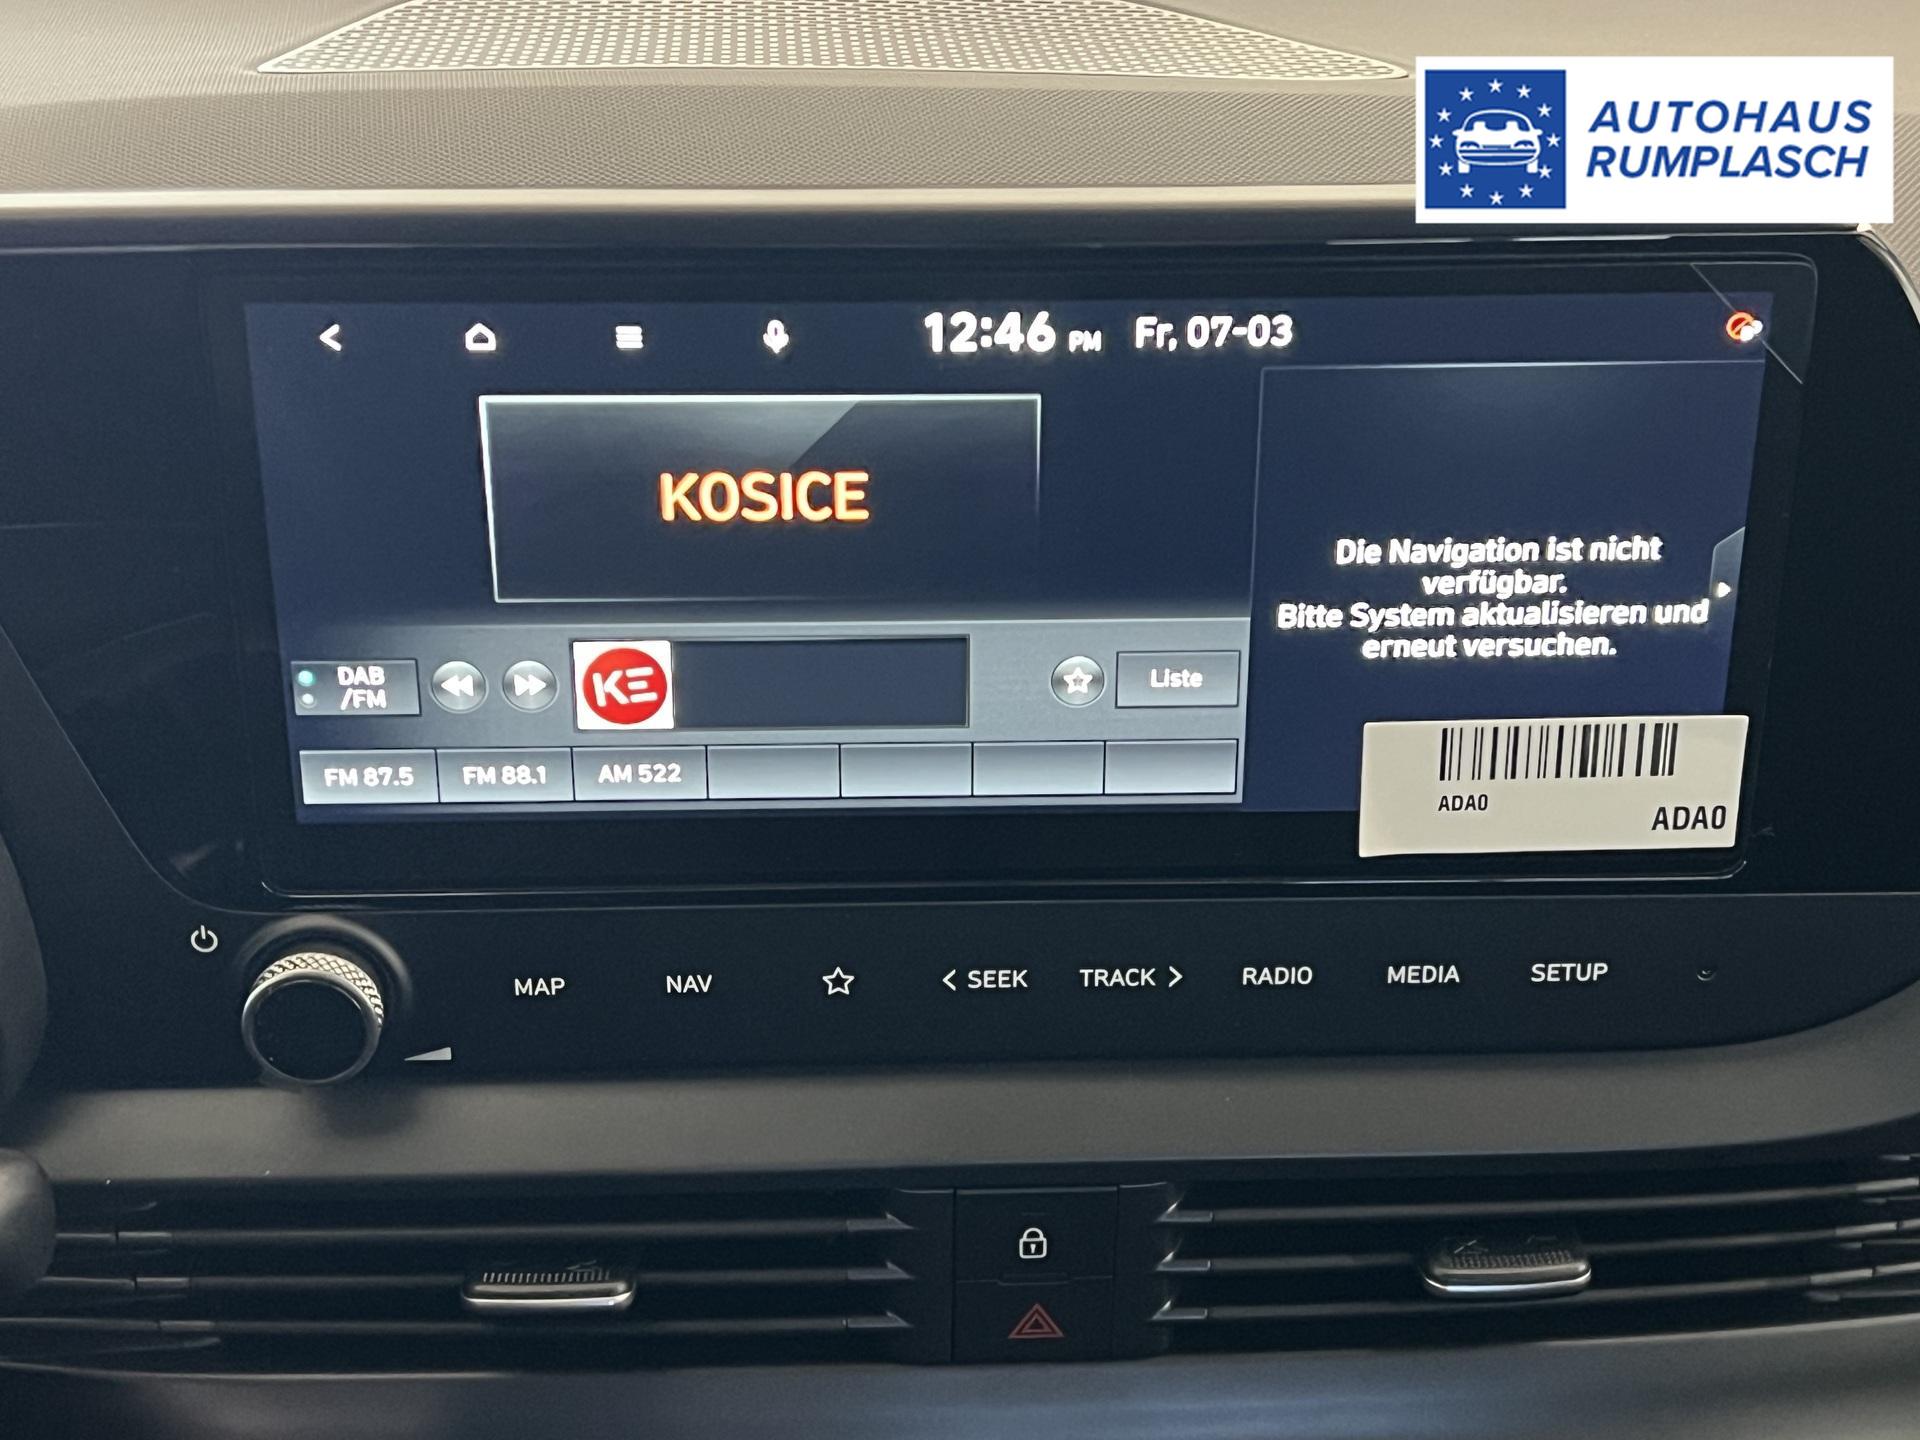 AUTOHAUS
RUMPLASCH
12:46 PM Fr, 07-03
KOSICE
Die Navigation ist nicht
verfügbar.
Bitte System aktualisieren und
erneut versuchen.
DAB
/FM
KE
Liste
FM 87.5 FM 88.1 AM 522
ADA0
ADA0
MAP NAV < SEEK TRACK > RADIO MEDIA SETUP